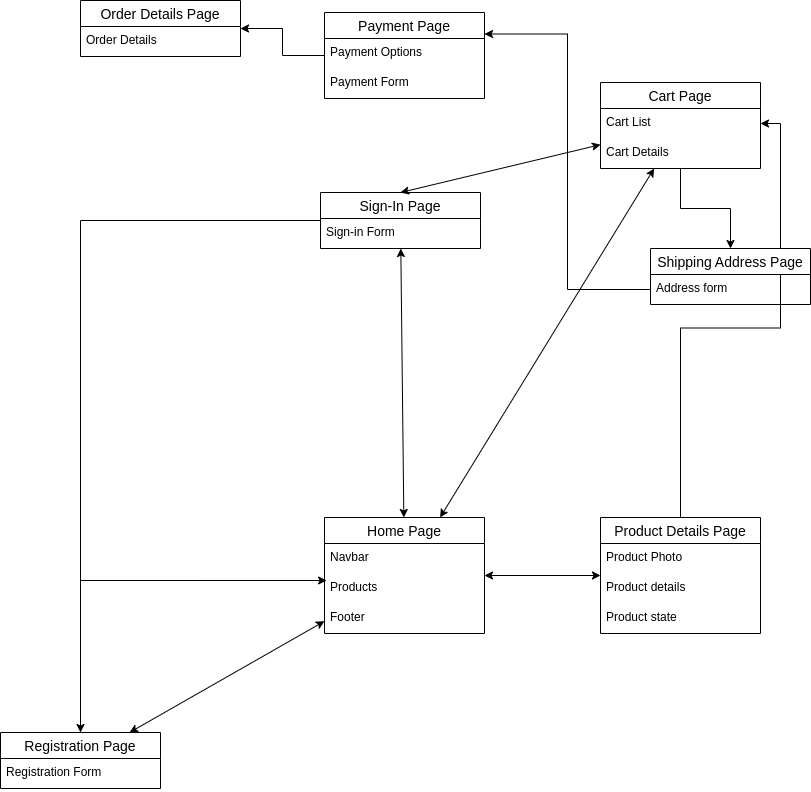 Order Details Page
Order Details
Payment Page
Payment Options
Payment Form
Cart Page
Cart List
Cart Details
Sign-In Page
Sign-in Form
Shipping Address Page
Address form
Home Page
Navbar
Products
Footer
Product Details Page
Product Photo
Product details
Product state
Registration Page
Registration Form